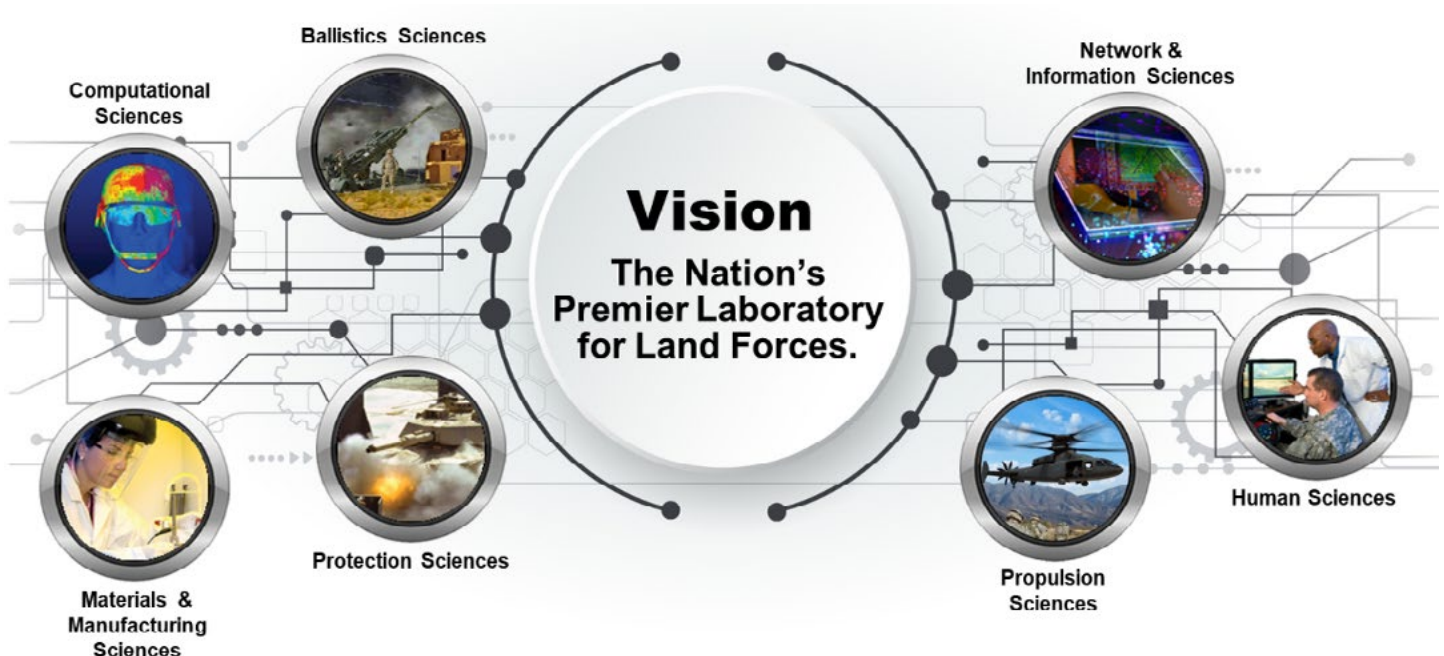 Ballistics Sciences
Computational
Sciences
Network &
Information Sciences
Vision
The Nation's
Premier Laboratory
for Land Forces.
Human Sciences
Protection Sciences
Propulsion
Sciences
Materials &
Manufacturing
Sciences